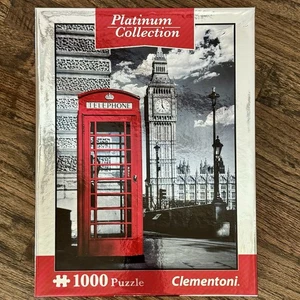 Platinum
Collection
TELEPHONE
1000 Puzzle
Clementoni.